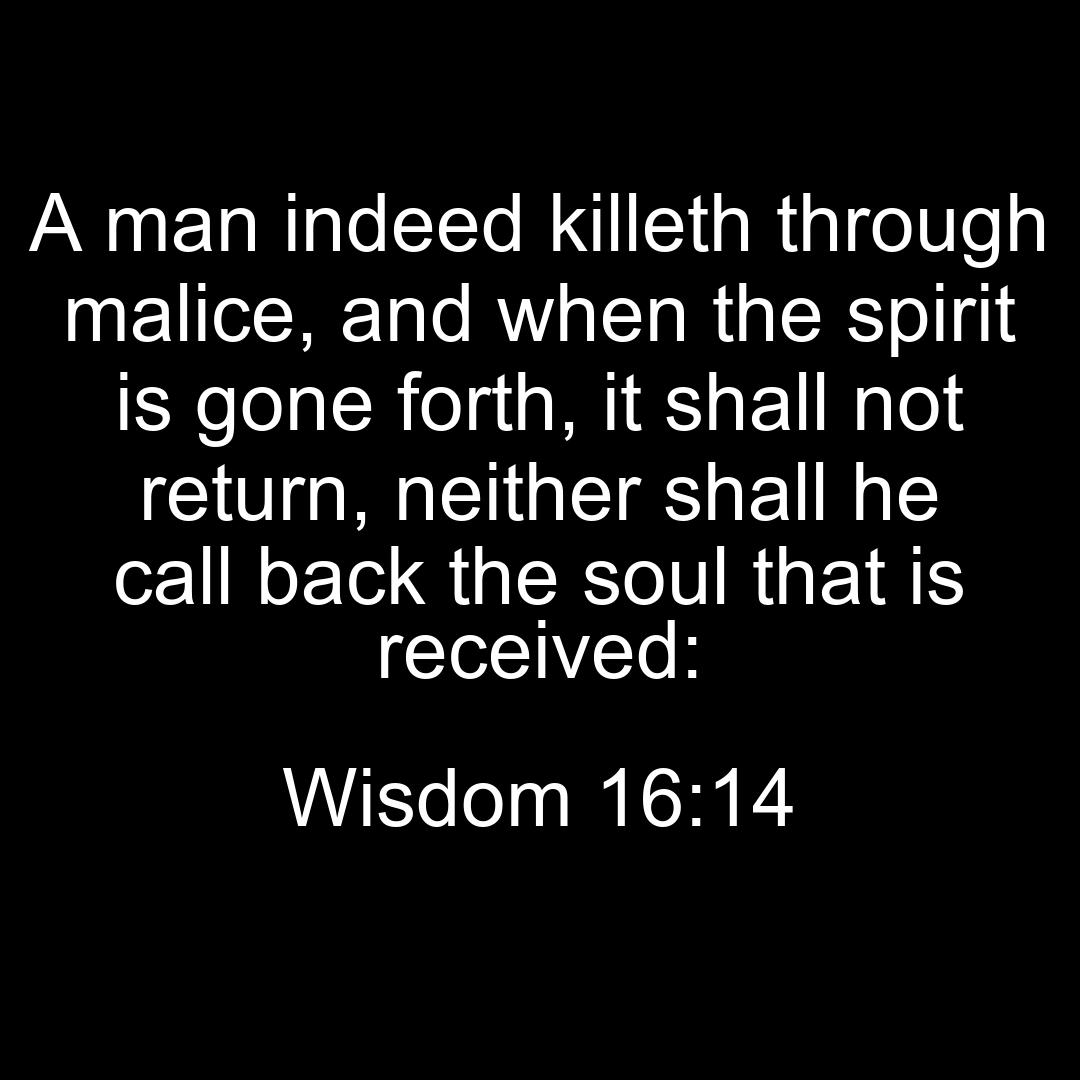 A man indeed killeth through
malice, and when the spirit
is gone forth, it shall not
return, neither shall he
call back the soul that is
received:
Wisdom 16:14